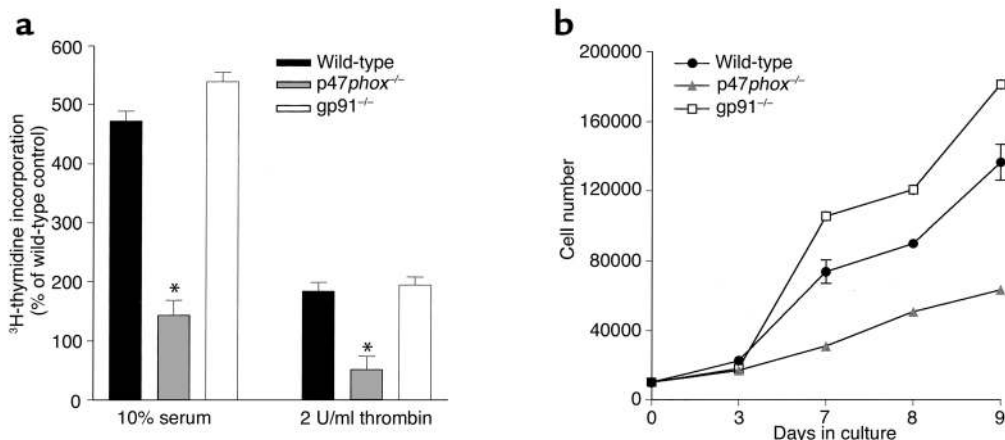 a
600
500
400
300
200
100
0
³H-thymidine incorporation
(% of wild-type control)
Wild-type
p47phox⁻/⁻
gp91⁻/⁻
*
*
10% serum
2 U/ml thrombin
b
200000
160000
120000
80000
40000
0
Cell number
Wild-type
p47phox⁻/⁻
gp91⁻/⁻
0 3 7 8 9
Days in culture